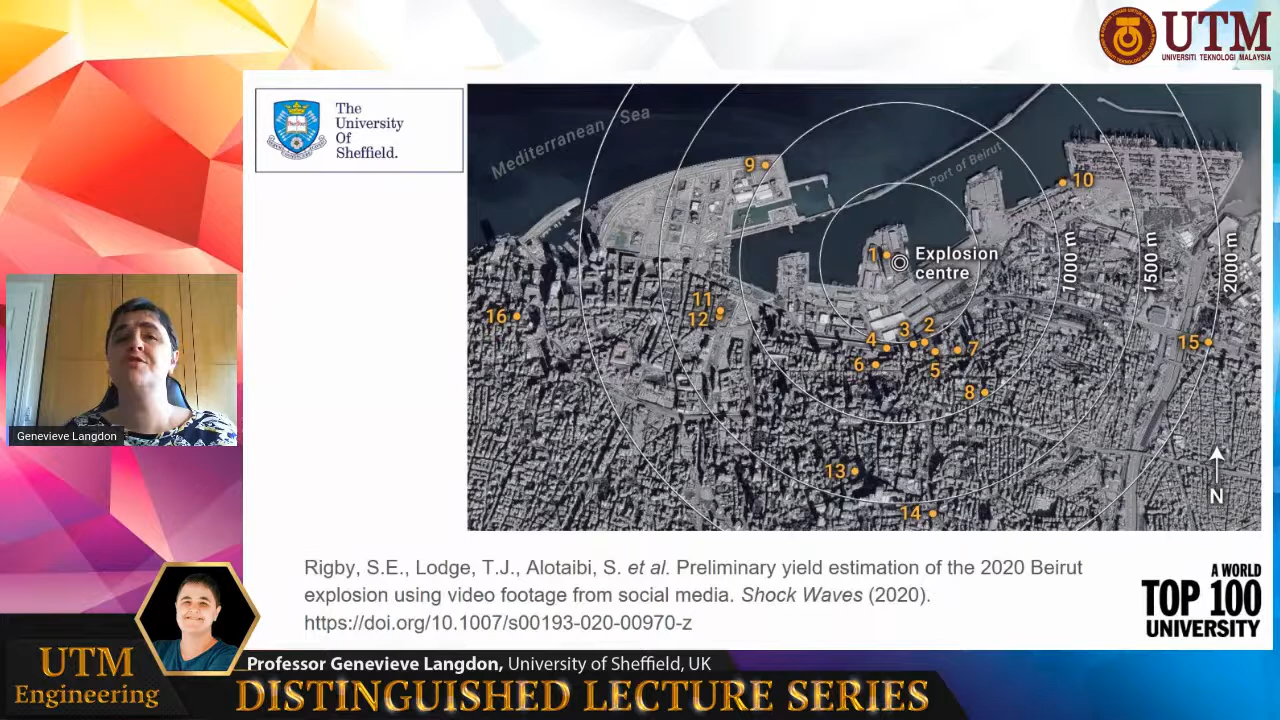 UTM
UNIVERSITI TEKNOLOGI MALAYSIA
The
University
Of
Sheffield.
Mediterranean Sea
Port of Beirut
9
10
1
Explosion
centre
1000 m
1500 m
2000 m
11
12
16
2
3
4
7
15
6
5
8
13
14
N
Genevieve Langdon
Rigby, S.E., Lodge, T.J., Alotaibi, S. et al. Preliminary yield estimation of the 2020 Beirut
explosion using video footage from social media. Shock Waves (2020).
https://doi.org/10.1007/s00193-020-00970-z
A WORLD
TOP 100
UNIVERSITY
UTM
Engineering
Professor Genevieve Langdon, University of Sheffield, UK
DISTINGUISHED LECTURE SERIES